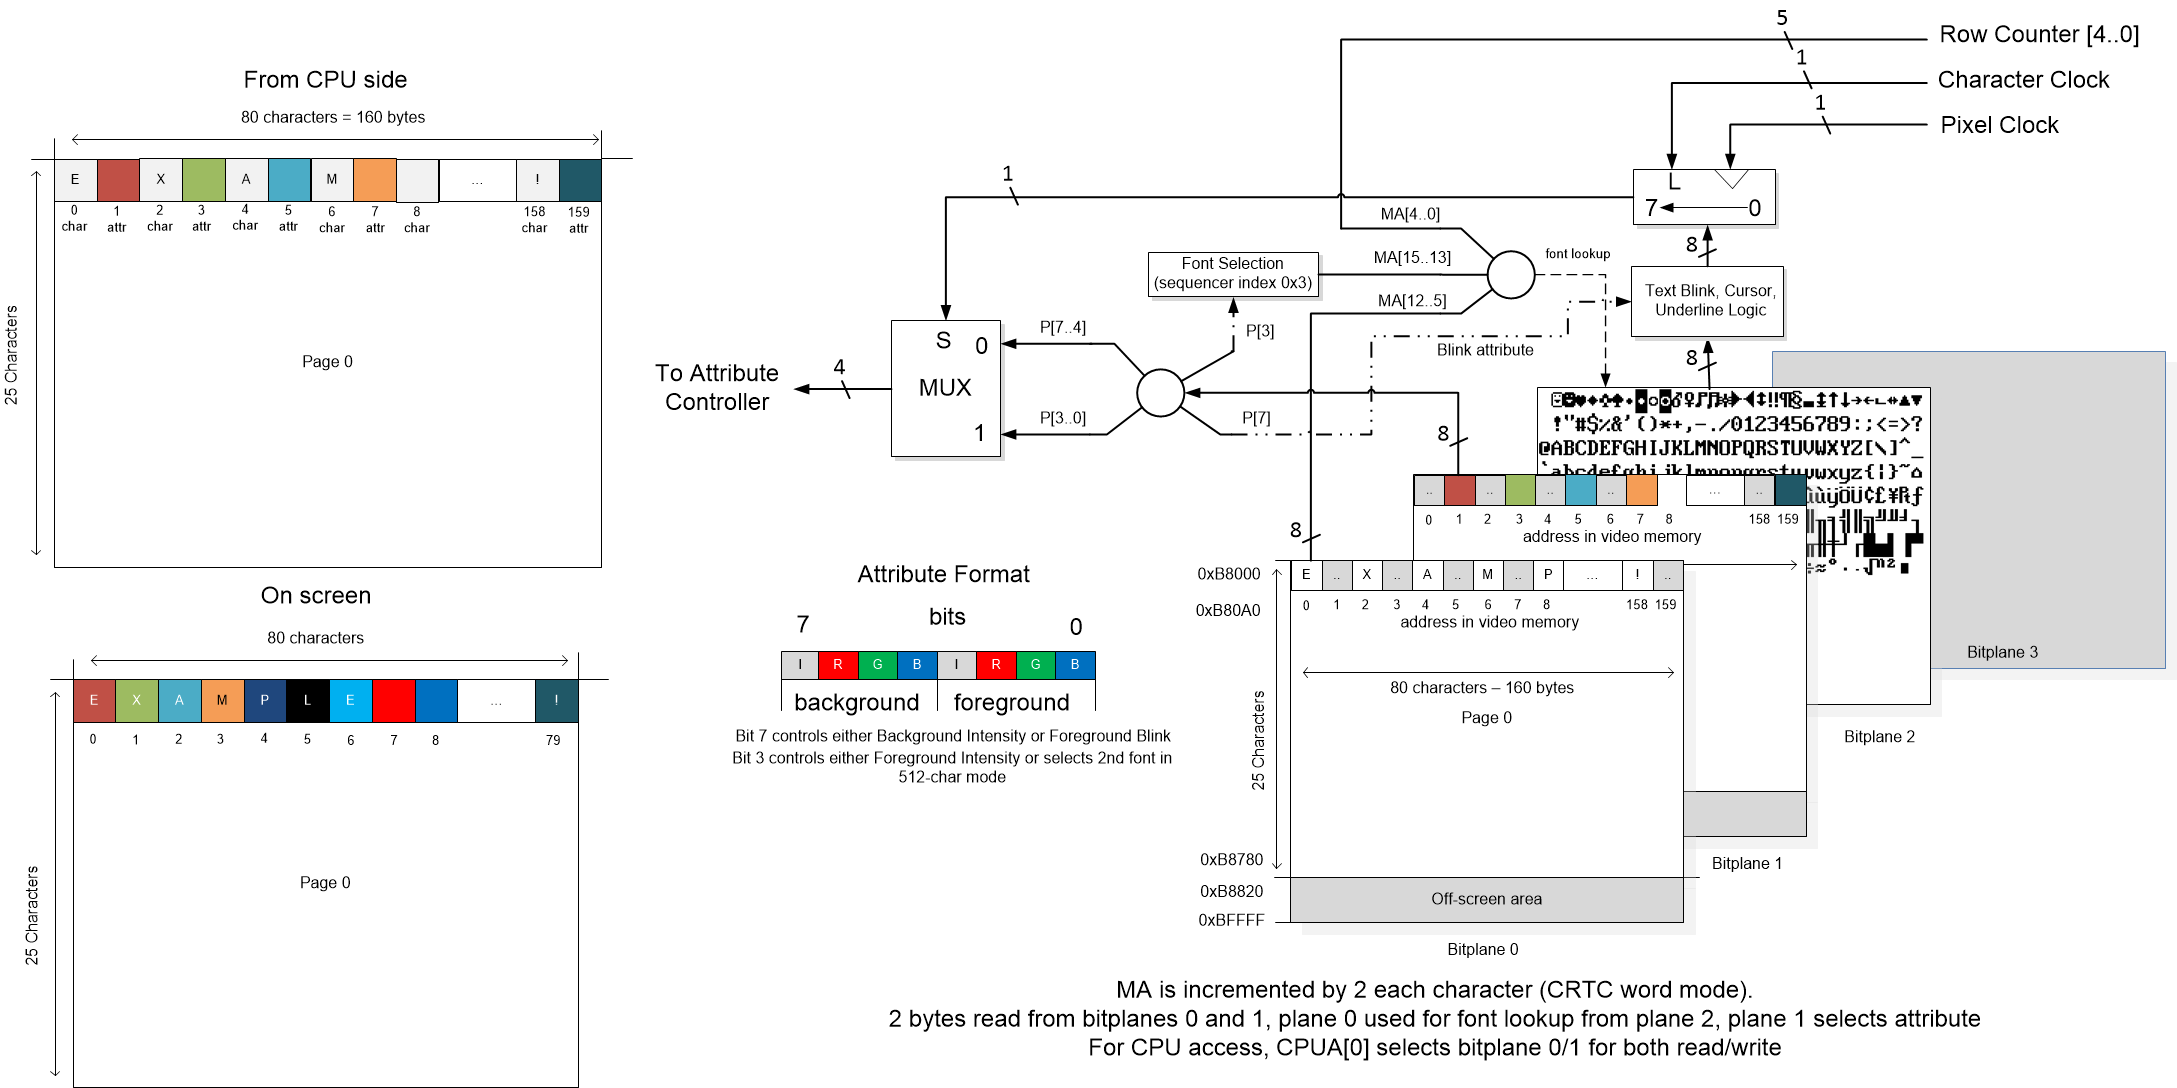 From CPU side
80 characters = 160 bytes
E X A M ... !
0 1 2 3 4 5 6 7 8 158 159
char attr char attr char attr char attr char char attr
25 Characters
Page 0
On screen
80 characters
E X A M P L E ... !
0 1 2 3 4 5 6 7 8 79
25 Characters
Page 0
5
Row Counter [4..0]
1
Character Clock
1
Pixel Clock
1
L
7 0
MA[4..0]
8
Font Selection
(sequencer index 0x3)
MA[15..13]
font lookup
MA[12..5]
Text Blink, Cursor,
Underline Logic
P[7..4]
P[3]
Blink attribute
8
S 0
MUX
1
To Attribute
Controller
4
P[3..0]
P[7]
8
8
!"#$%&'()*+,-./0123456789:;<=>?
@ABCDEFGHIJKLMNOPQRSTUVWXYZ[\]^_
`abcdefghijklmnopqrstuvwxyz{|}~⌂
ùÿÖÜ¢£¥₧ƒ
.. .. .. .. ... ..
0 1 2 3 4 5 6 7 8 158 159
address in video memory
Bitplane 3
Bitplane 2
Bitplane 1
0xB8000
0xB80A0
E .. X .. A .. M .. P ... ! ..
0 1 2 3 4 5 6 7 8 158 159
address in video memory
80 characters – 160 bytes
Page 0
25 Characters
0xB8780
0xB8820
0xBFFFF
Off-screen area
Bitplane 0
Attribute Format
7 bits 0
I R G B I R G B
background foreground
Bit 7 controls either Background Intensity or Foreground Blink
Bit 3 controls either Foreground Intensity or selects 2nd font in
512-char mode
MA is incremented by 2 each character (CRTC word mode).
2 bytes read from bitplanes 0 and 1, plane 0 used for font lookup from plane 2, plane 1 selects attribute
For CPU access, CPUA[0] selects bitplane 0/1 for both read/write